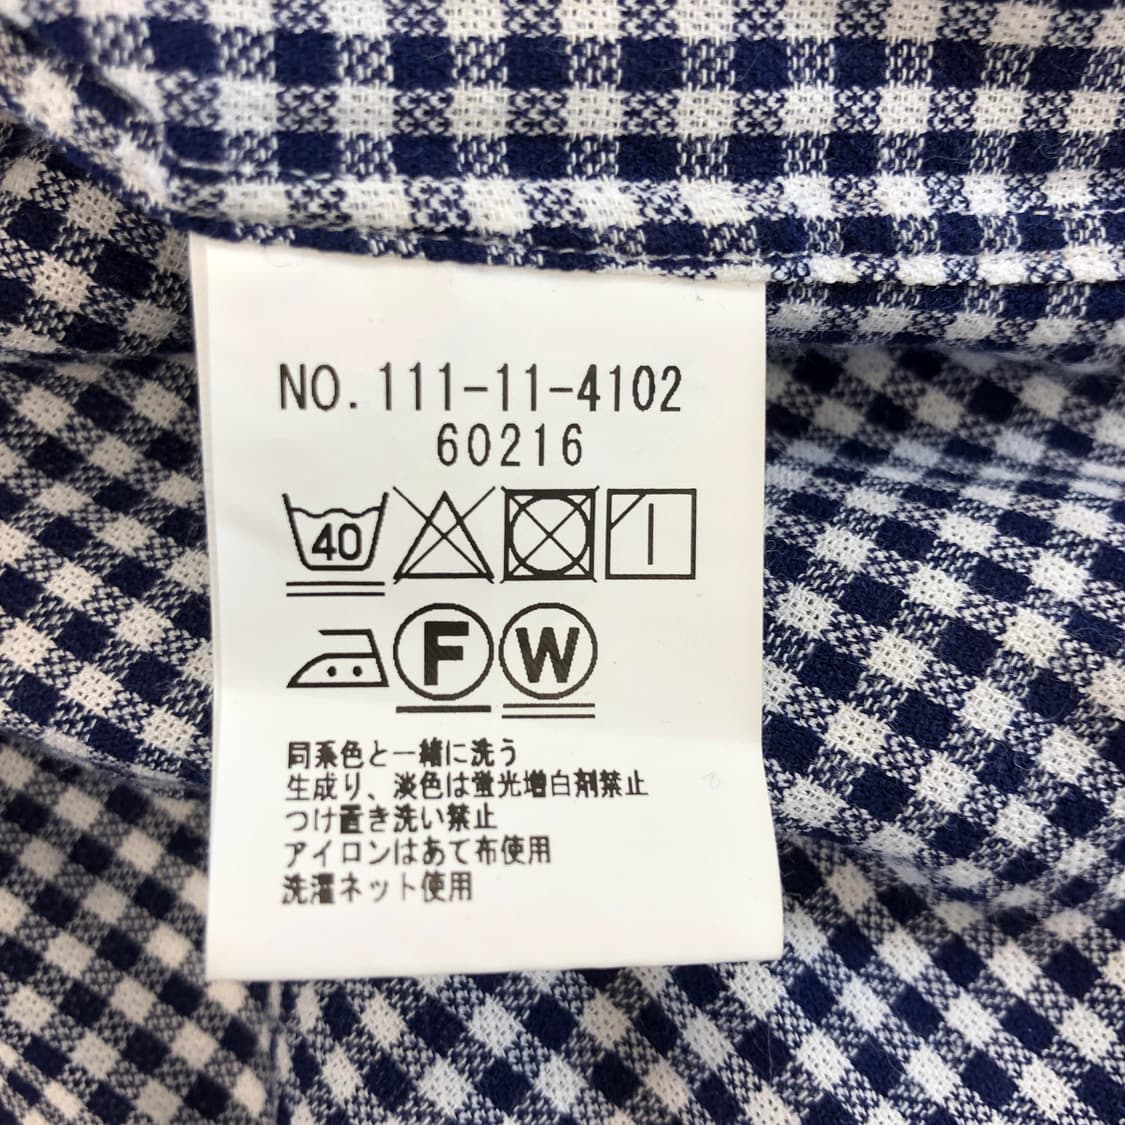 NO.111-11-4102
60216
40
F W
同系色と一緒に洗う
生成り、淡色は蛍光増白剤禁止
つけ置き洗い禁止
アイロンはあて布使用
洗濯ネット使用